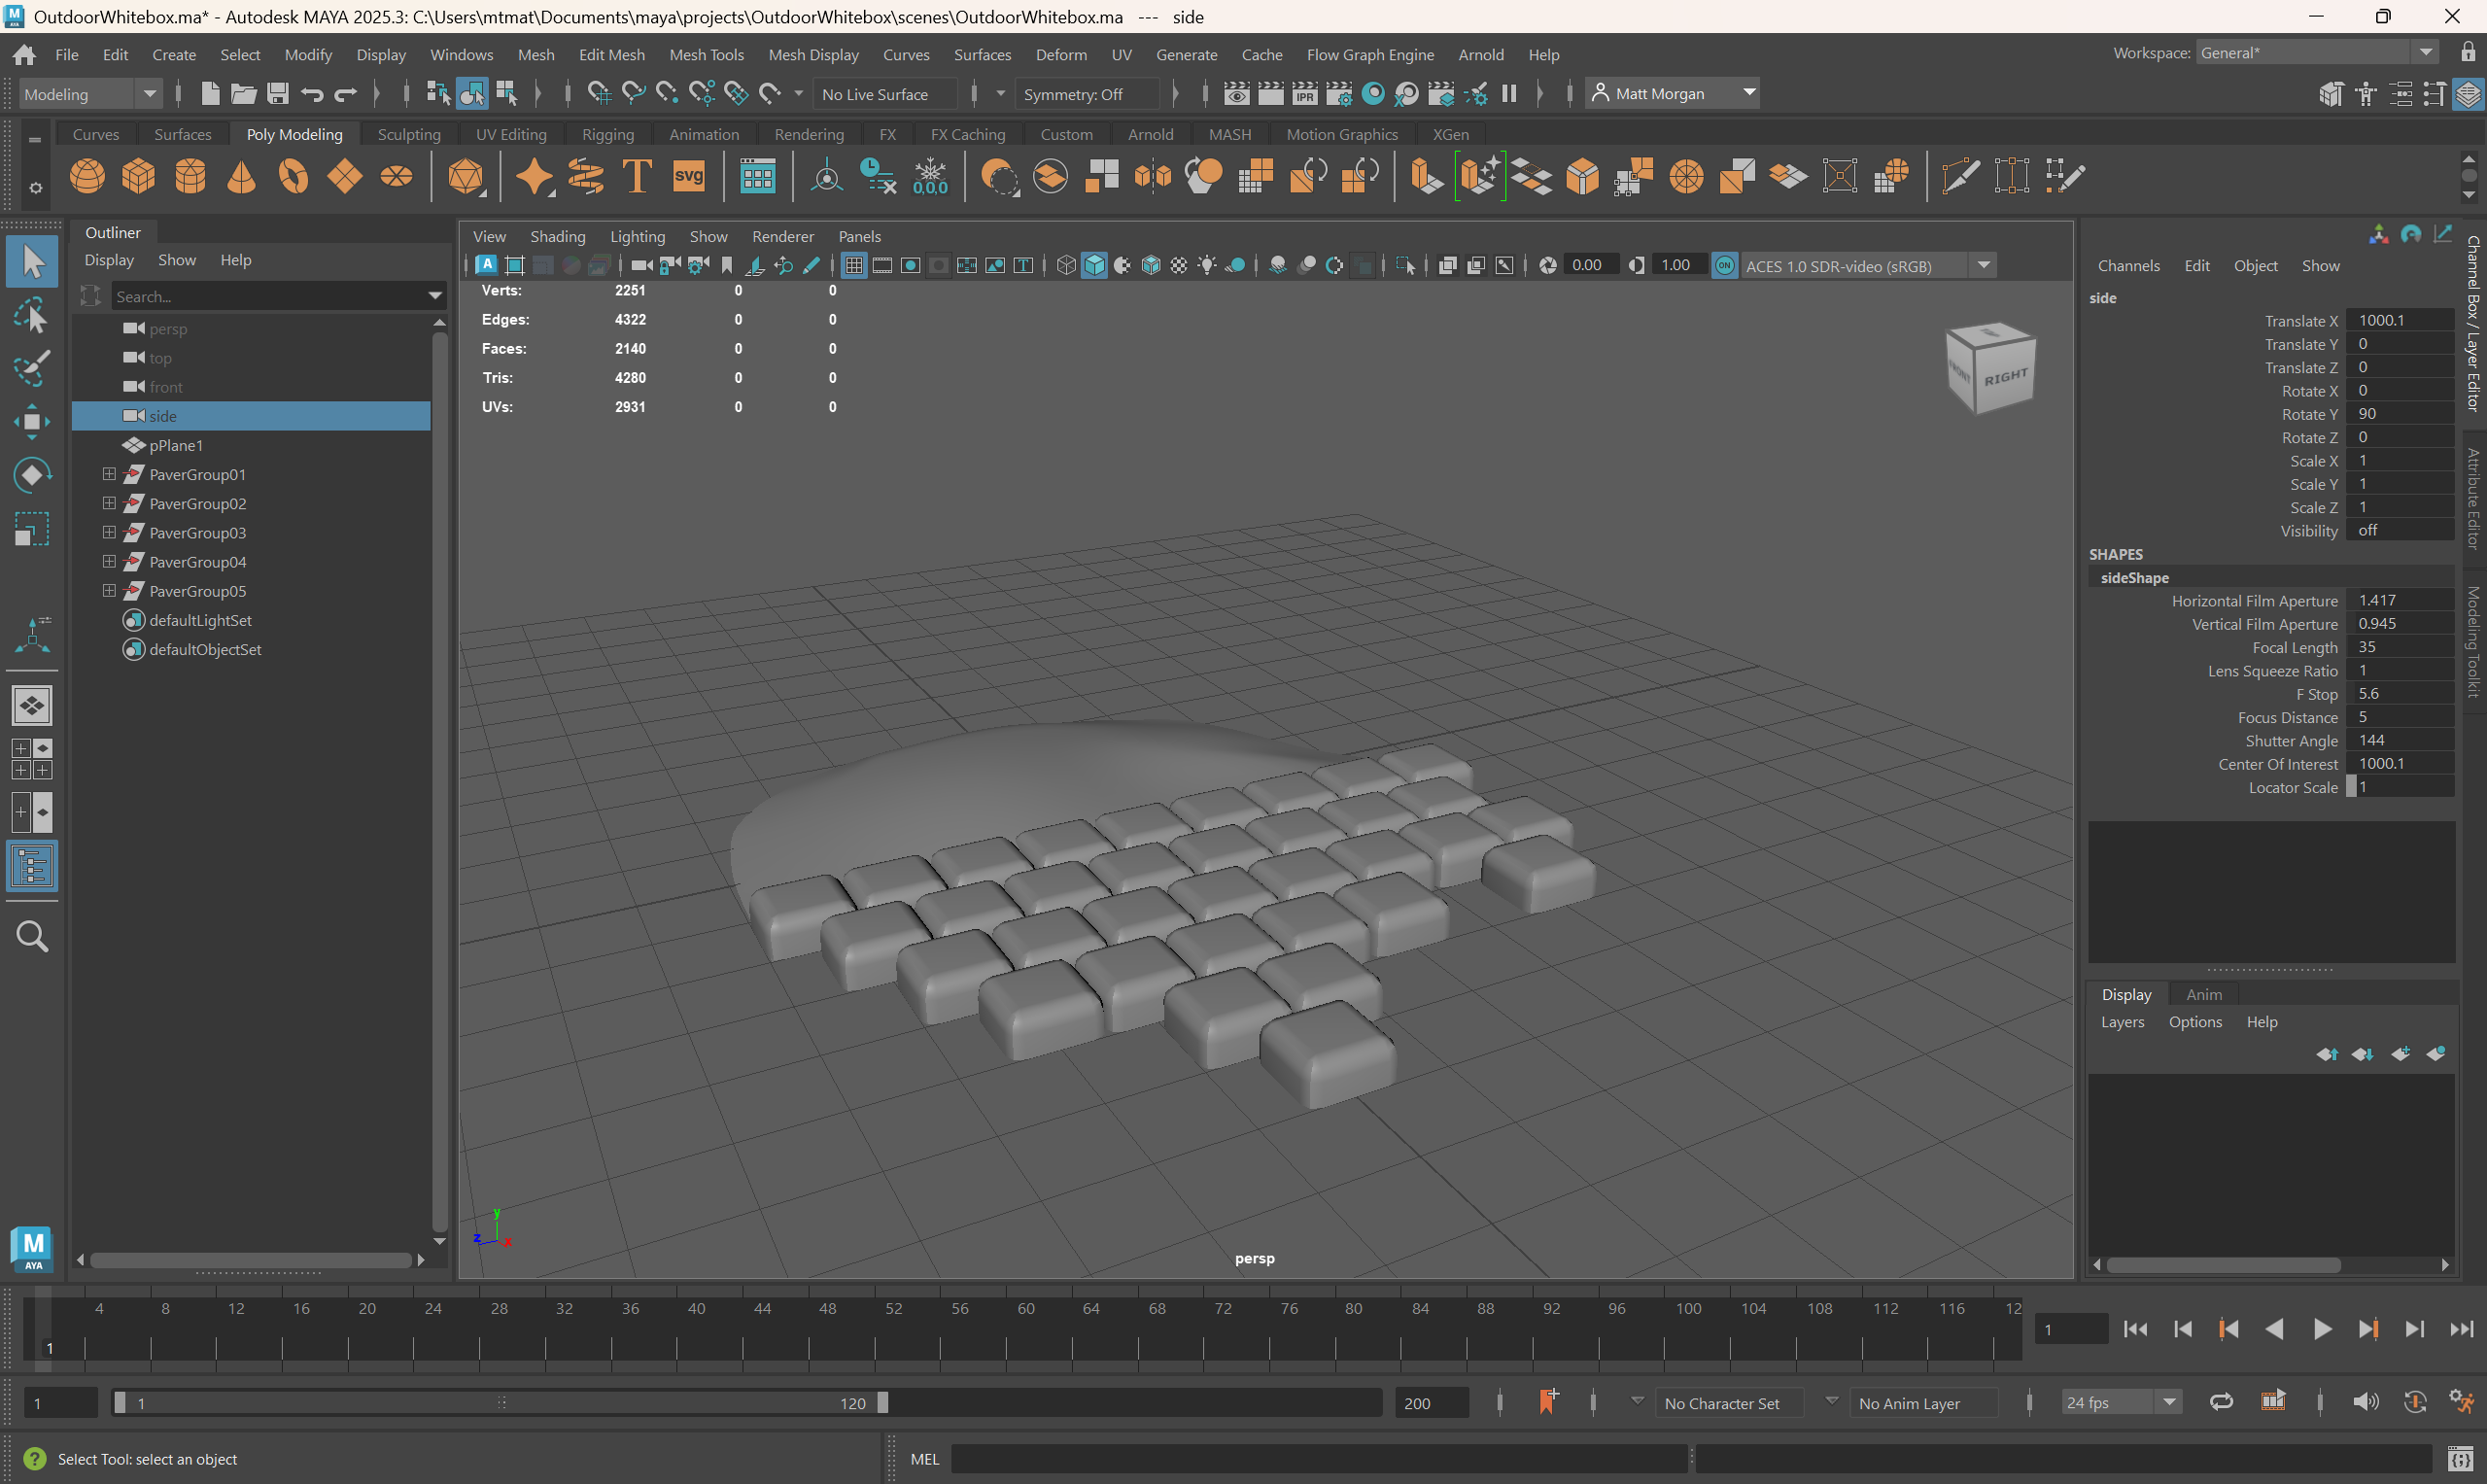 OutdoorWhitebox.ma* - Autodesk MAYA 2025.3: C:\Users\mtmat\Documents\maya\projects\OutdoorWhitebox\scenes\OutdoorWhitebox.ma --- side
File Edit Create Select Modify Display Windows Mesh Edit Mesh Mesh Tools Mesh Display Curves Surfaces Deform UV Generate Cache Flow Graph Engine Arnold Help
Workspace: General*
Modeling
No Live Surface
Symmetry: Off
IPR
Matt Morgan
Curves Surfaces Poly Modeling Sculpting UV Editing Rigging Animation Rendering FX FX Caching Custom Arnold MASH Motion Graphics XGen
T
svg
0,0,0
Outliner
Display Show Help
Search...
persp
top
front
side
pPlane1
PaverGroup01
PaverGroup02
PaverGroup03
PaverGroup04
PaverGroup05
defaultLightSet
defaultObjectSet
View Shading Lighting Show Renderer Panels
0.00
1.00
ON
ACES 1.0 SDR-video (sRGB)
Verts: 2251 0 0
Edges: 4322 0 0
Faces: 2140 0 0
Tris: 4280 0 0
UVs: 2931 0 0
FRONT
RIGHT
y
z
x
persp
Channels Edit Object Show
side
Translate X 1000.1
Translate Y 0
Translate Z 0
Rotate X 0
Rotate Y 90
Rotate Z 0
Scale X 1
Scale Y 1
Scale Z 1
Visibility off
SHAPES
sideShape
Horizontal Film Aperture 1.417
Vertical Film Aperture 0.945
Focal Length 35
Lens Squeeze Ratio 1
F Stop 5.6
Focus Distance 5
Shutter Angle 144
Center Of Interest 1000.1
Locator Scale 1
Display Anim
Layers Options Help
Channel Box / Layer Editor
Attribute Editor
Modeling Toolkit
M
AYA
4 8 12 16 20 24 28 32 36 40 44 48 52 56 60 64 68 72 76 80 84 88 92 96 100 104 108 112 116 12
1
1
1
1
120
200
No Character Set
No Anim Layer
24 fps
Select Tool: select an object
MEL